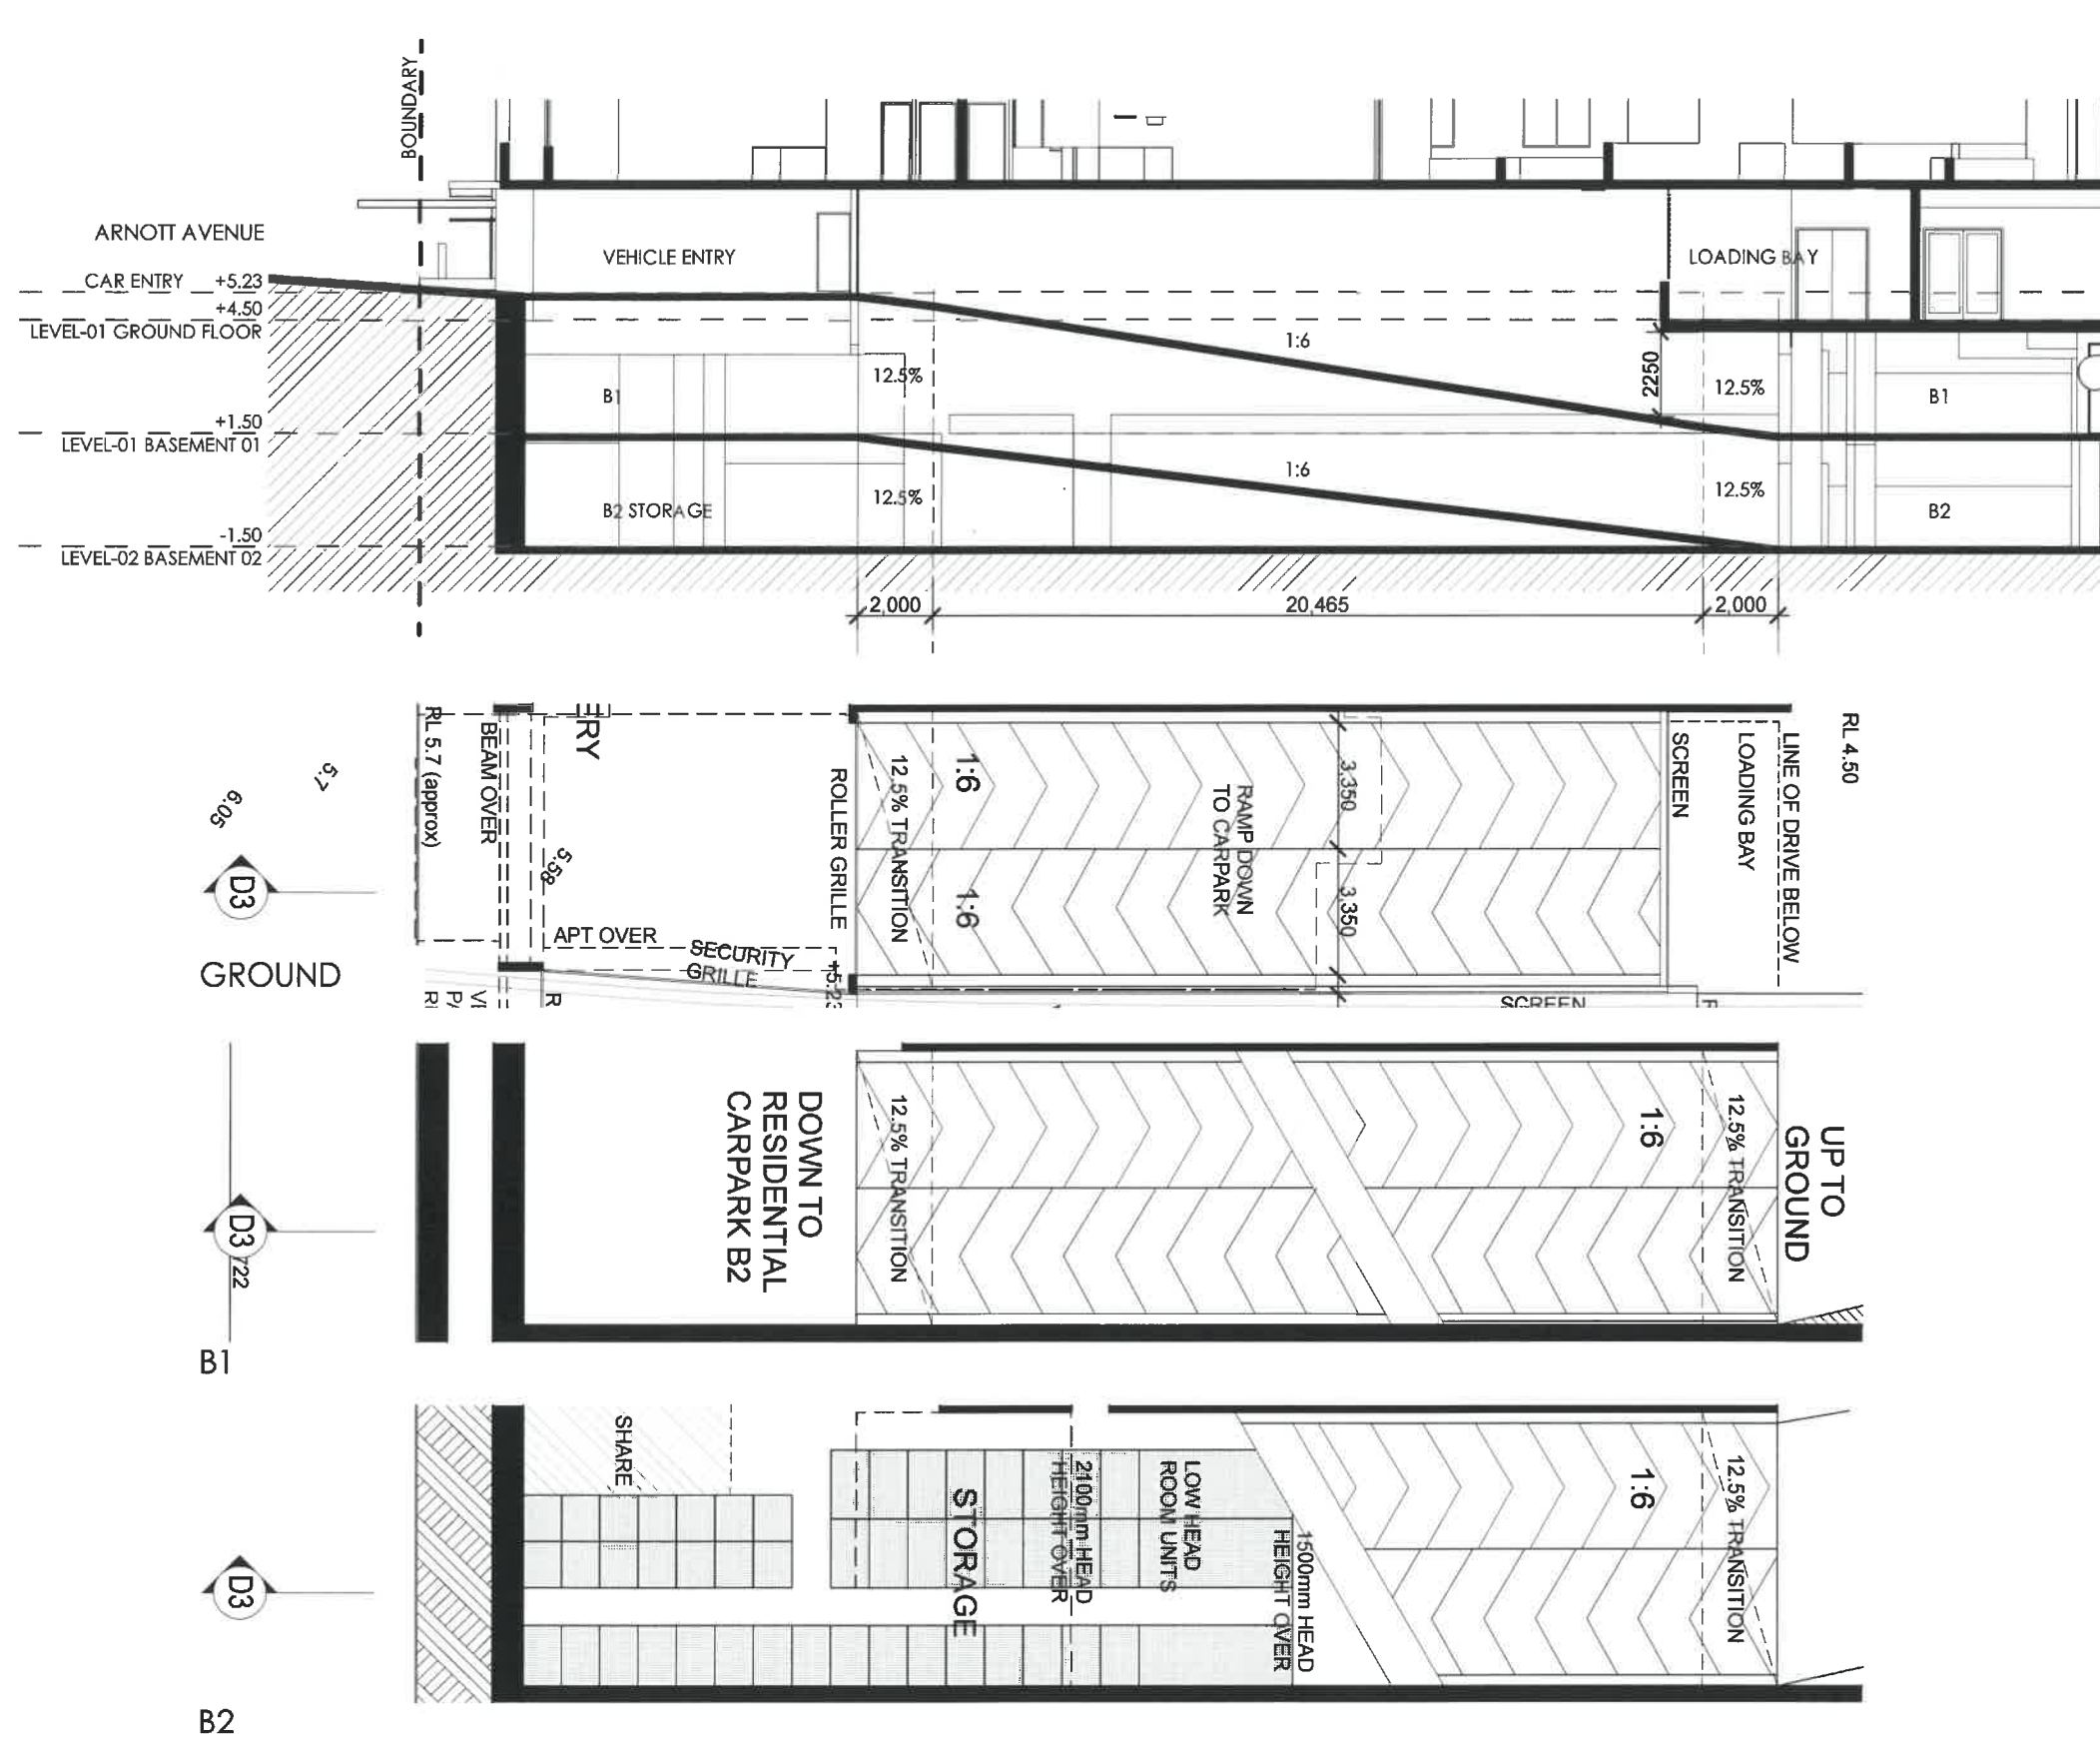 BOUNDARY
ARNOTT AVENUE
CAR ENTRY +5.23
+4.50
LEVEL-01 GROUND FLOOR
+1.50
LEVEL-01 BASEMENT 01
-1.50
LEVEL-02 BASEMENT 02
VEHICLE ENTRY
LOADING BAY
1:6
2250
12.5%
12.5%
B1
B1
1:6
12.5%
12.5%
B2 STORAGE
B2
2,000
20,465
2,000
RL 5.7 (approx)
BEAM OVER
ERY
5.7
6.05
5.58
D3
GROUND
APT OVER
SECURITY
GRILLE
+5.23
ROLLER GRILLE
12.5% TRANSITION
1:6
1:6
RAMP DOWN
TO CARPARK
3,350
3,350
SCREEN
LOADING BAY
LINE OF DRIVE BELOW
RL 4.50
R
SCREEN
D3
722
B1
DOWN TO
RESIDENTIAL
CARPARK B2
12.5% TRANSITION
1:6
12.5% TRANSITION
UP TO
GROUND
D3
B2
SHARE
STORAGE
2100mm HEAD
HEIGHT OVER
LOW HEAD
ROOM UNITS
1500mm HEAD
HEIGHT OVER
1:6
12.5% TRANSITION